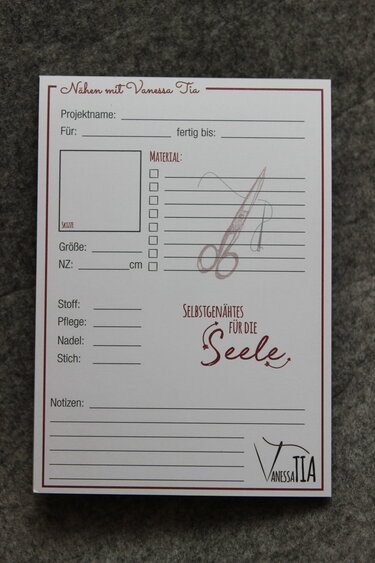 Nähen mit Vanessa Tia
Projektname:
Für: fertig bis:
Material:
Skizze
Größe:
NZ: cm
Stoff:
Pflege:
Nadel:
Stich:
Selbstgenähtes
für die
Seele
Notizen:
VanessaTIA